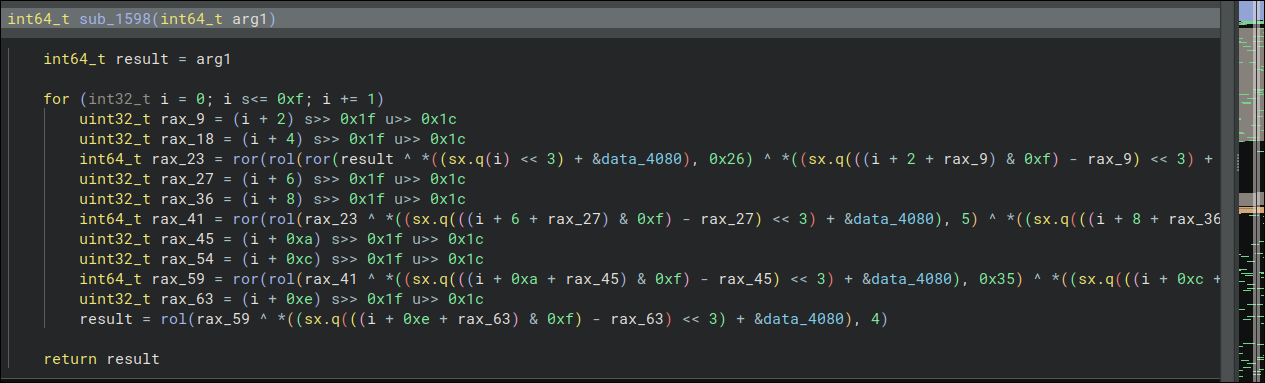 int64_t sub_1598(int64_t arg1)
int64_t result = arg1
for (int32_t i = 0; i s<= 0xf; i += 1)
uint32_t rax_9 = (i + 2) s>> 0x1f u>> 0x1c
uint32_t rax_18 = (i + 4) s>> 0x1f u>> 0x1c
int64_t rax_23 = ror(rol(ror(result ^ *((sx.q(i) << 3) + &data_4080), 0x26) ^ *((sx.q(((i + 2 + rax_9) & 0xf) - rax_9) << 3) +
uint32_t rax_27 = (i + 6) s>> 0x1f u>> 0x1c
uint32_t rax_36 = (i + 8) s>> 0x1f u>> 0x1c
int64_t rax_41 = ror(rol(rax_23 ^ *((sx.q(((i + 6 + rax_27) & 0xf) - rax_27) << 3) + &data_4080), 5) ^ *((sx.q(((i + 8 + rax_36
uint32_t rax_45 = (i + 0xa) s>> 0x1f u>> 0x1c
uint32_t rax_54 = (i + 0xc) s>> 0x1f u>> 0x1c
int64_t rax_59 = ror(rol(rax_41 ^ *((sx.q(((i + 0xa + rax_45) & 0xf) - rax_45) << 3) + &data_4080), 0x35) ^ *((sx.q(((i + 0xc +
uint32_t rax_63 = (i + 0xe) s>> 0x1f u>> 0x1c
result = rol(rax_59 ^ *((sx.q(((i + 0xe + rax_63) & 0xf) - rax_63) << 3) + &data_4080), 4)
return result